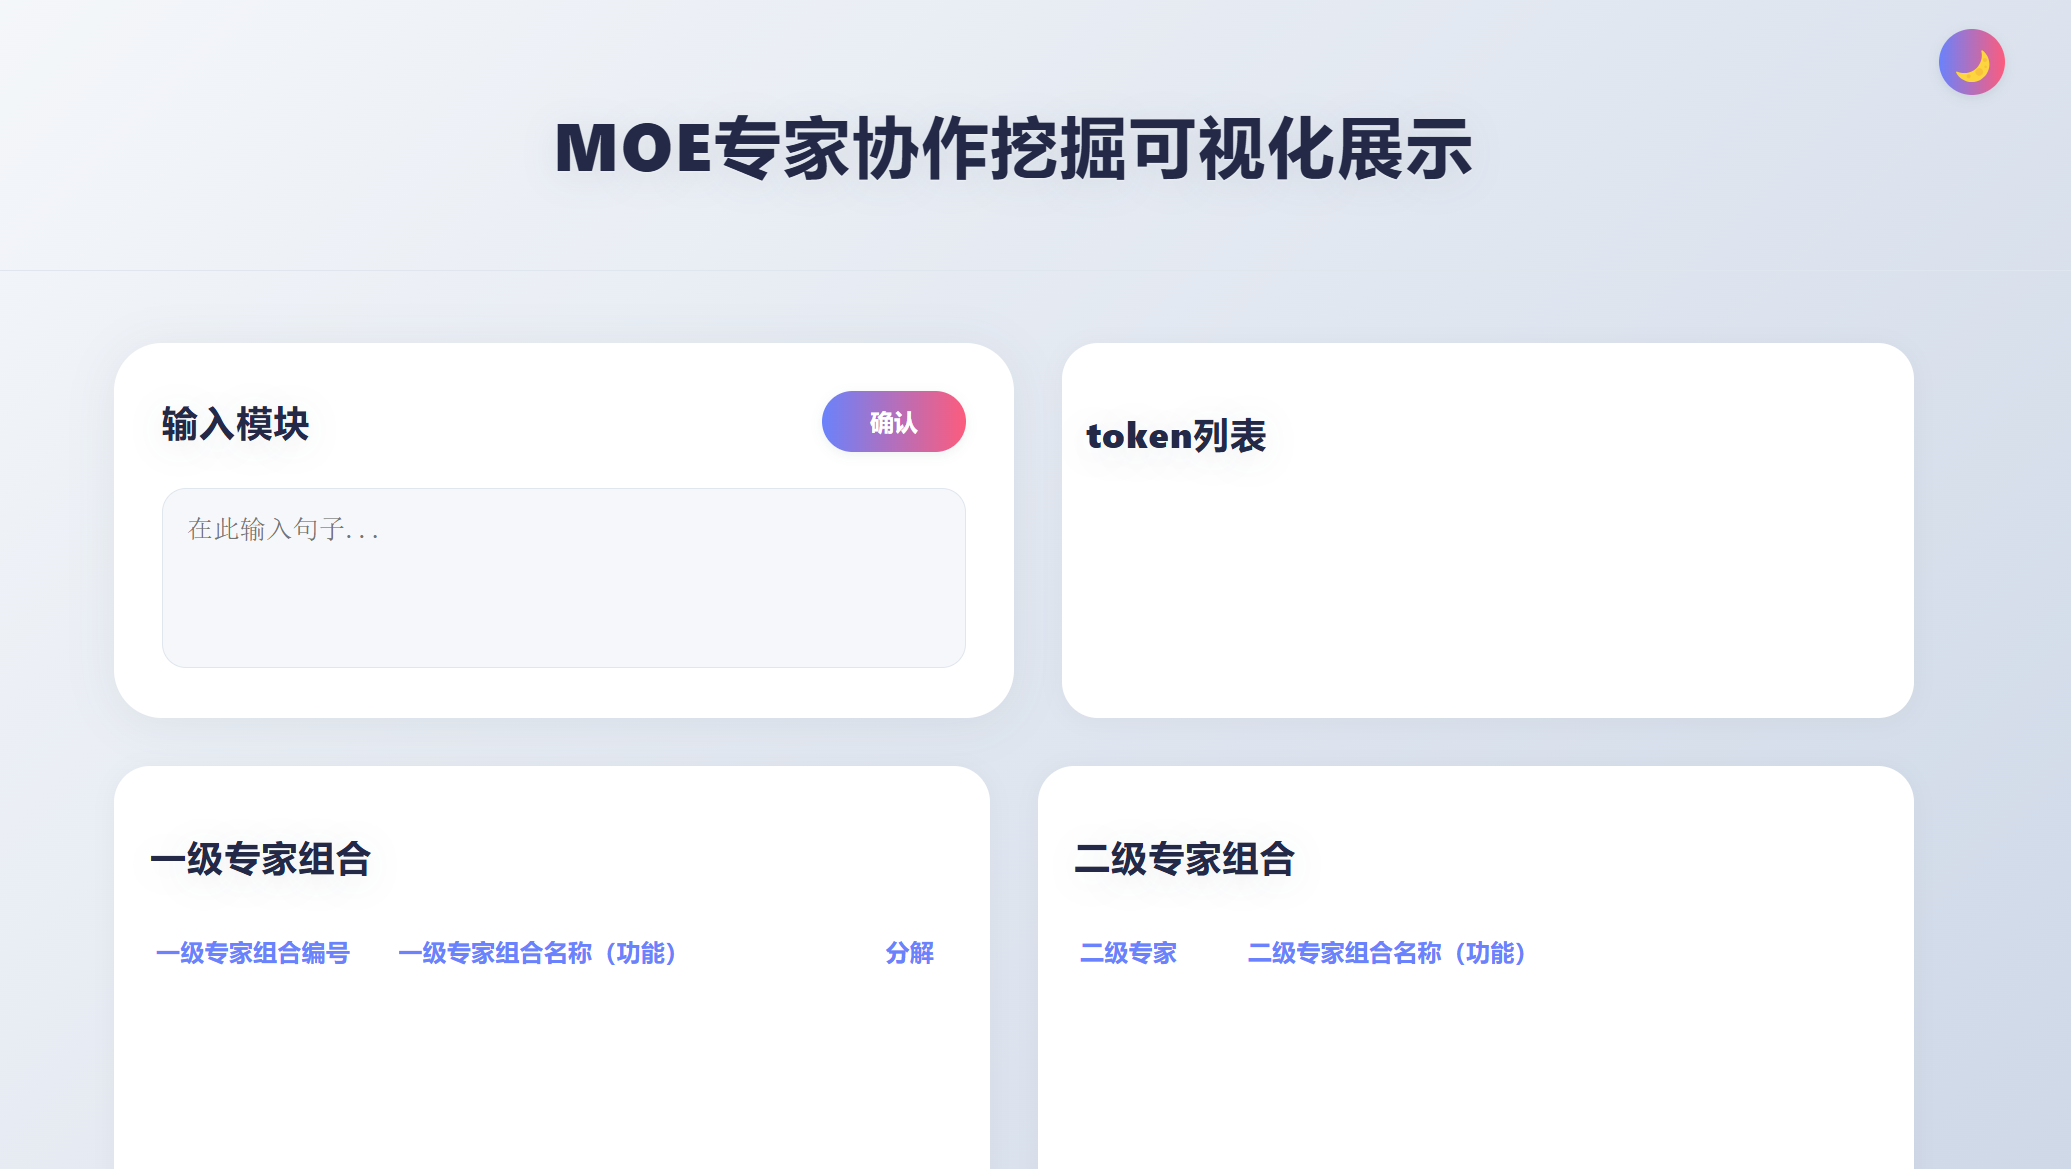 MOE专家协作挖掘可视化展示
输入模块
确认
在此输入句子...
token列表
一级专家组合
一级专家组合编号 一级专家组合名称（功能） 分解
二级专家组合
二级专家 二级专家组合名称（功能）